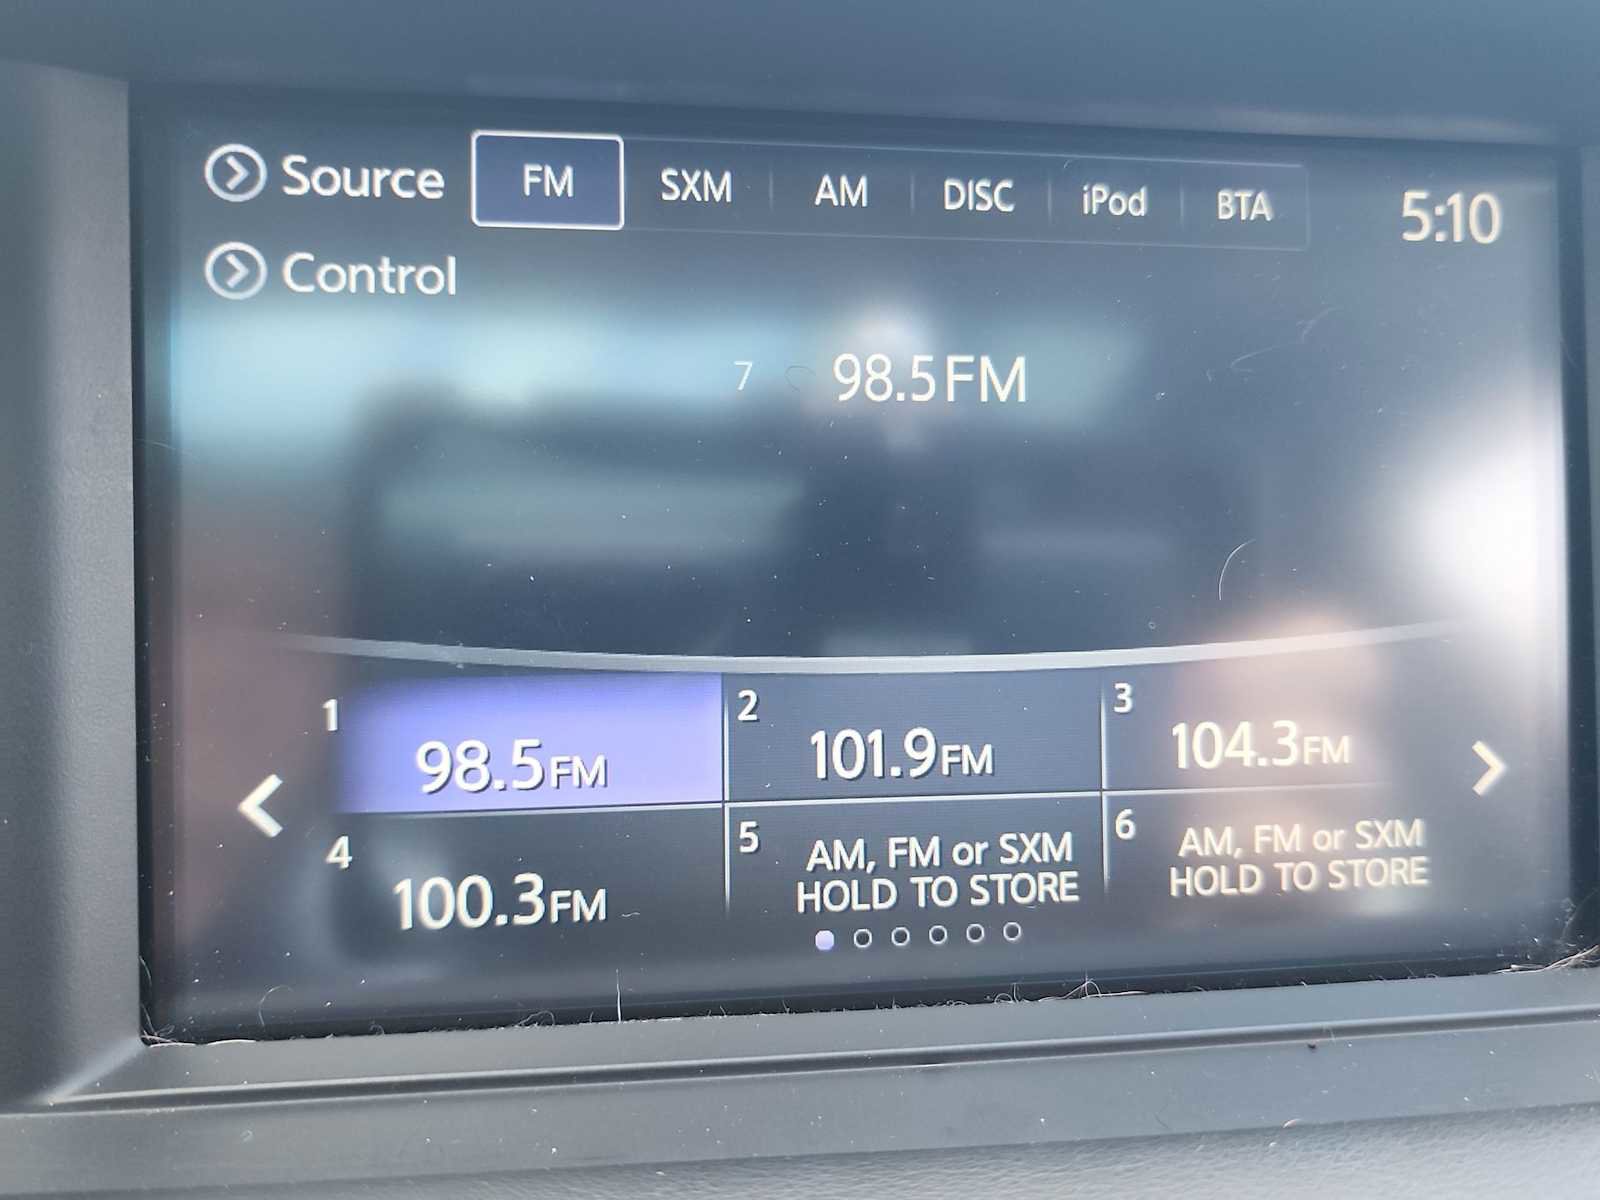 Source FM SXM AM DISC iPod BTA 5:10
Control
7 98.5FM
1 98.5FM 2 101.9FM 3 104.3FM
4 100.3FM 5 AM, FM or SXM 6 AM, FM or SXM
HOLD TO STORE HOLD TO STORE